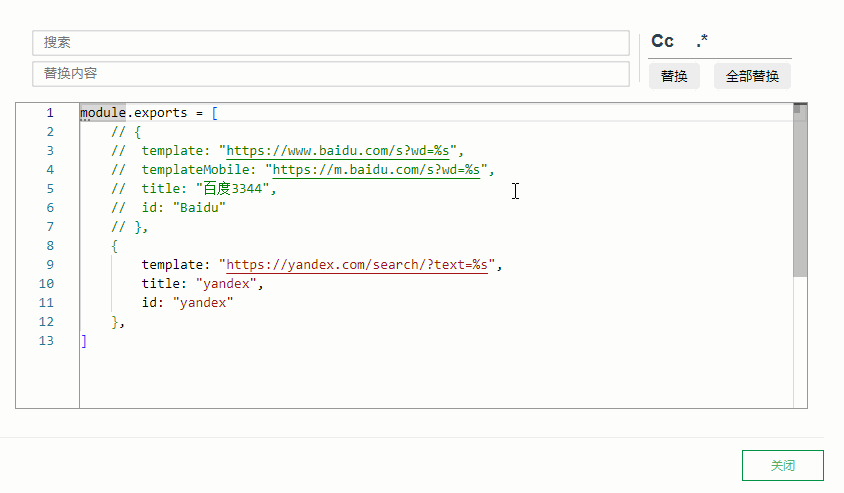 搜索
Cc .*
替换内容
替换 全部替换
1 module.exports = [
2 // {
3 //  template: "https://www.baidu.com/s?wd=%s",
4 //  templateMobile: "https://m.baidu.com/s?wd=%s",
5 //  title: "百度3344",
6 //  id: "Baidu"
7 // },
8 {
9 template: "https://yandex.com/search/?text=%s",
10 title: "yandex",
11 id: "yandex"
12 },
13 ]
关闭